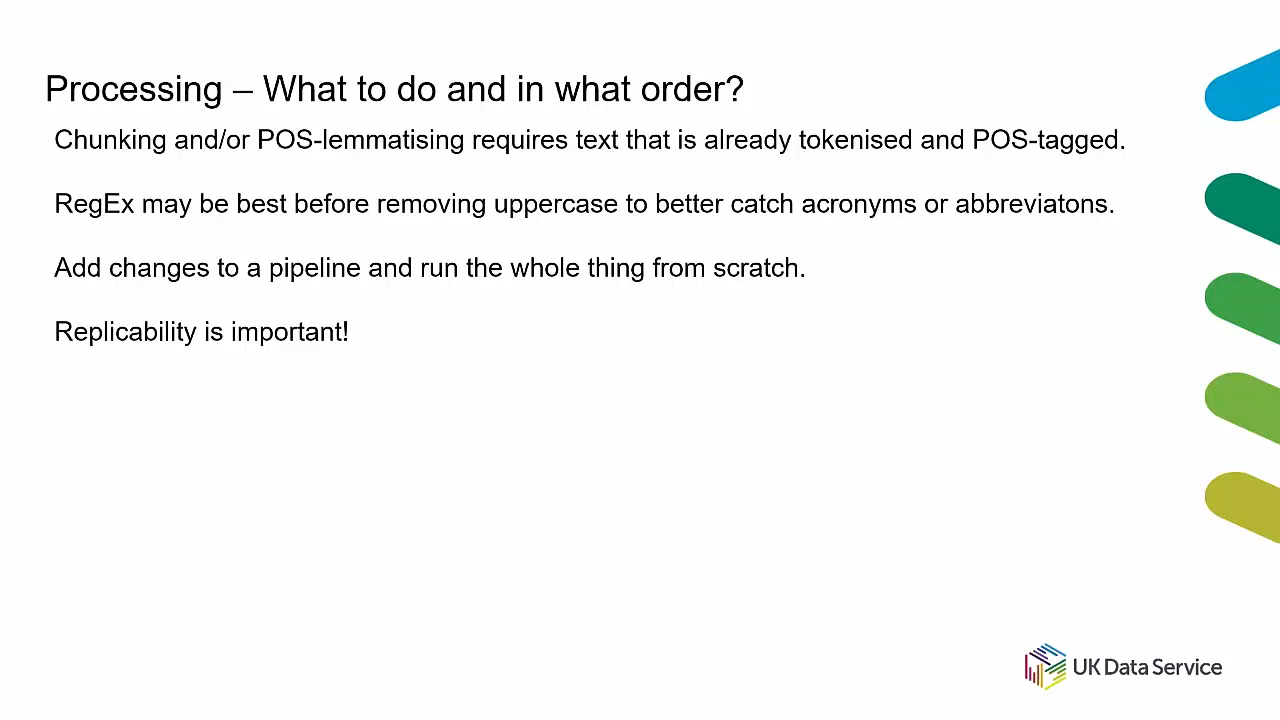 Processing – What to do and in what order?
Chunking and/or POS-lemmatising requires text that is already tokenised and POS-tagged.
RegEx may be best before removing uppercase to better catch acronyms or abbreviatons.
Add changes to a pipeline and run the whole thing from scratch.
Replicability is important!
UK Data Service